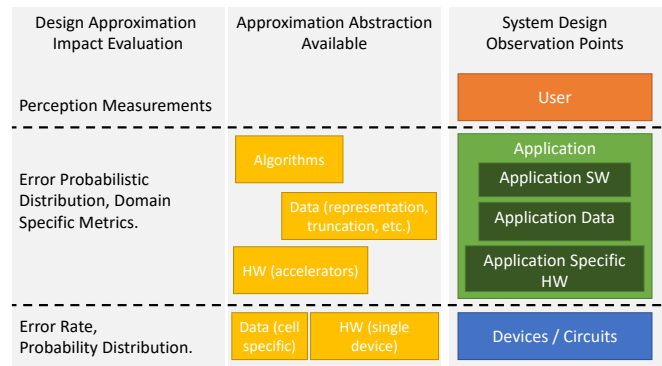 Design Approximation
Impact Evaluation
Approximation Abstraction
Available
System Design
Observation Points
Perception Measurements
User
Error Probabilistic
Distribution, Domain
Specific Metrics.
Algorithms
Data (representation,
truncation, etc.)
HW (accelerators)
Application
Application SW
Application Data
Application Specific
HW
Error Rate,
Probability Distribution.
Data (cell
specific)
HW (single
device)
Devices / Circuits